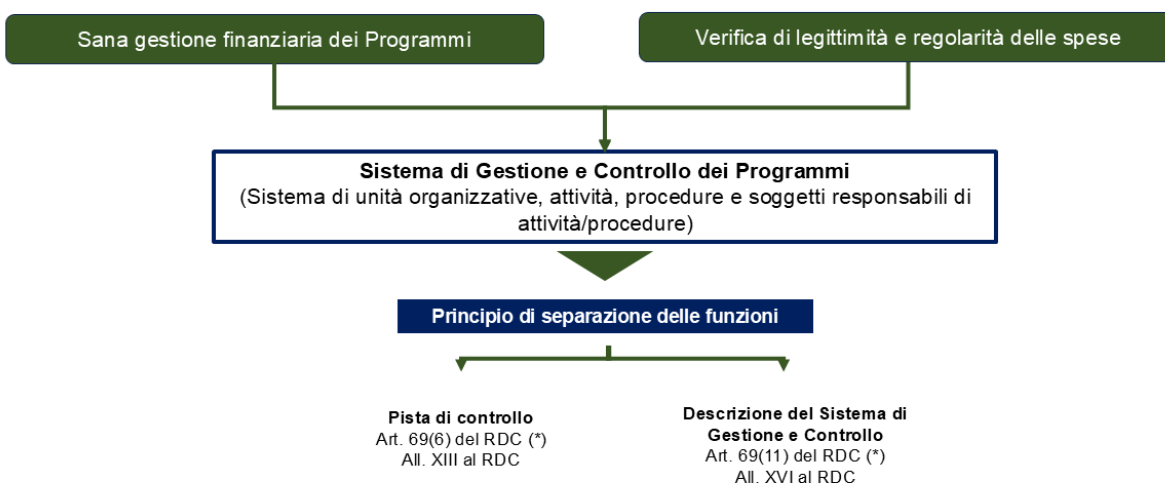 Sana gestione finanziaria dei Programmi
Verifica di legittimità e regolarità delle spese
Sistema di Gestione e Controllo dei Programmi
(Sistema di unità organizzative, attività, procedure e soggetti responsabili di
attività/procedure)
Principio di separazione delle funzioni
Pista di controllo
Art. 69(6) del RDC (*)
All. XIII al RDC
Descrizione del Sistema di
Gestione e Controllo
Art. 69(11) del RDC (*)
All. XVI al RDC